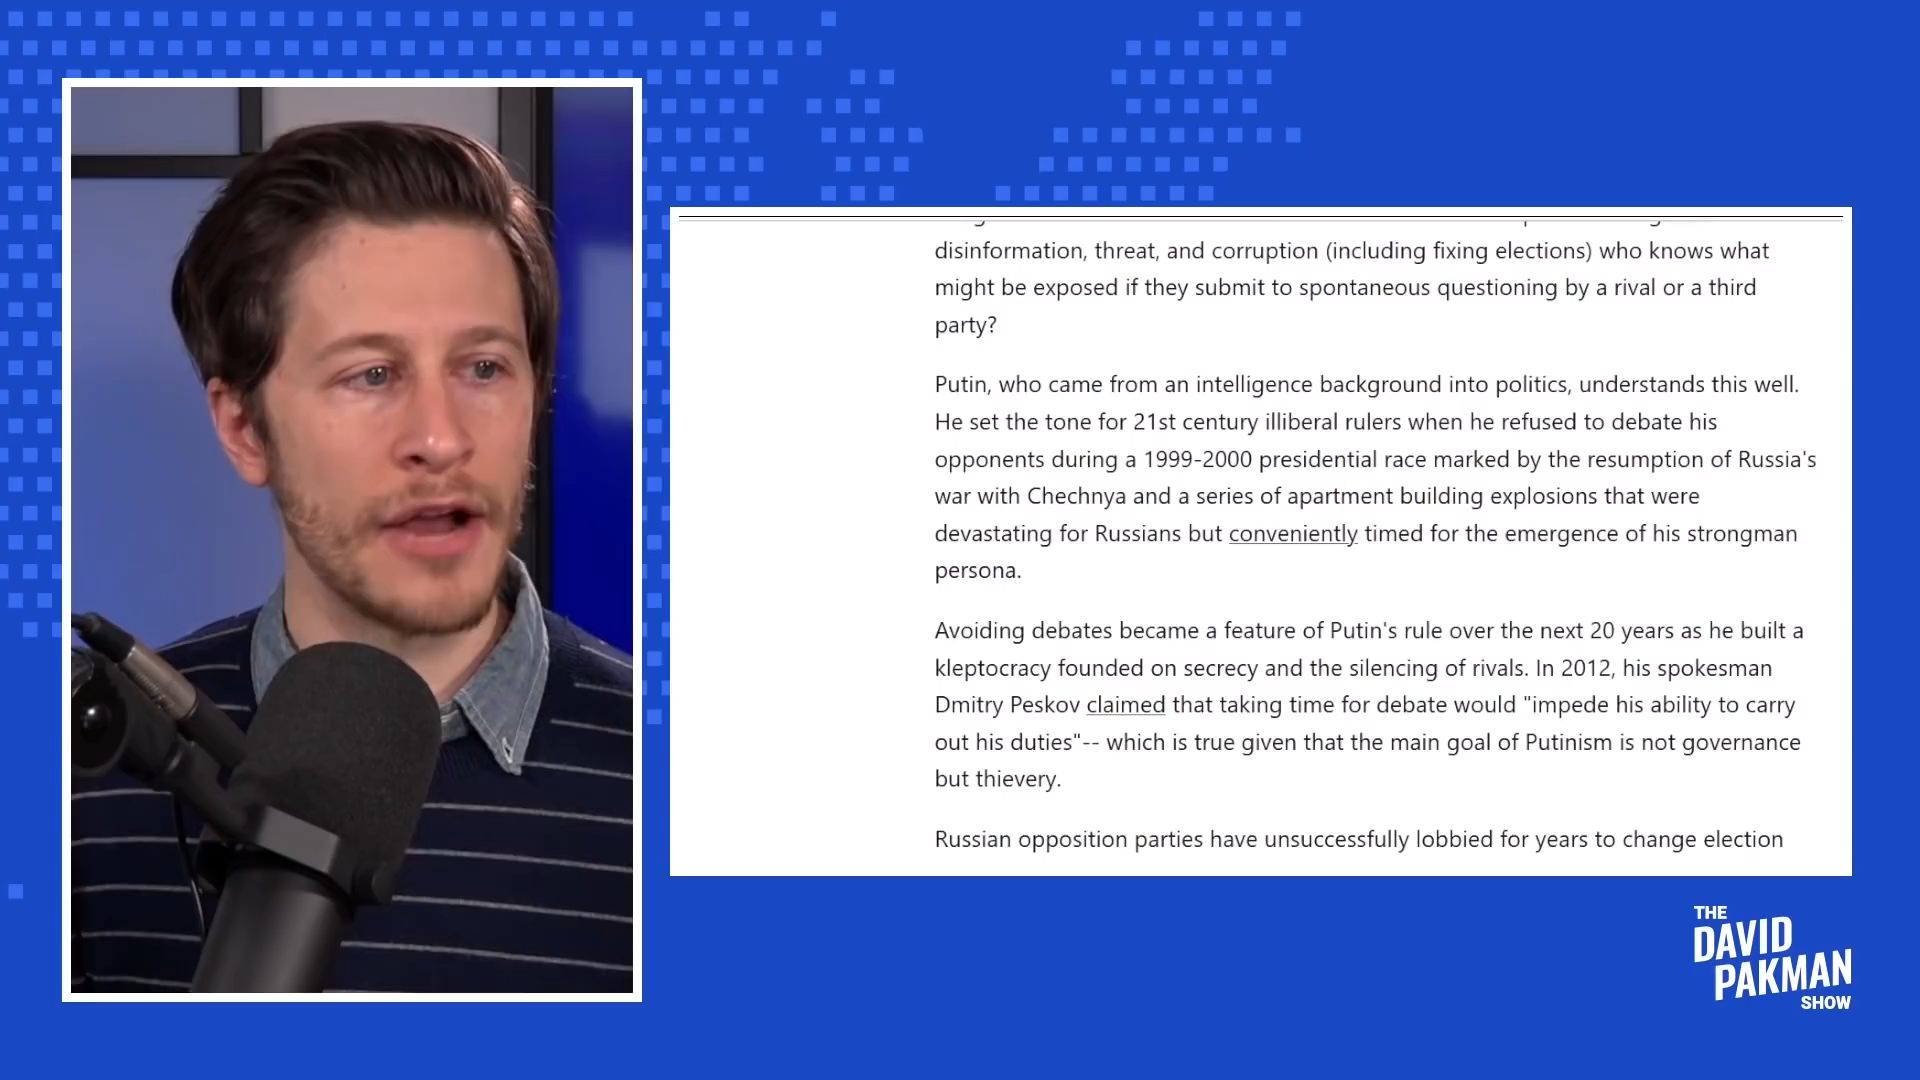 disinformation, threat, and corruption (including fixing elections) who knows what
might be exposed if they submit to spontaneous questioning by a rival or a third
party?
Putin, who came from an intelligence background into politics, understands this well.
He set the tone for 21st century illiberal rulers when he refused to debate his
opponents during a 1999-2000 presidential race marked by the resumption of Russia's
war with Chechnya and a series of apartment building explosions that were
devastating for Russians but conveniently timed for the emergence of his strongman
persona.
Avoiding debates became a feature of Putin's rule over the next 20 years as he built a
kleptocracy founded on secrecy and the silencing of rivals. In 2012, his spokesman
Dmitry Peskov claimed that taking time for debate would "impede his ability to carry
out his duties"-- which is true given that the main goal of Putinism is not governance
but thievery.
Russian opposition parties have unsuccessfully lobbied for years to change election
THE
DAVID
PAKMAN
SHOW